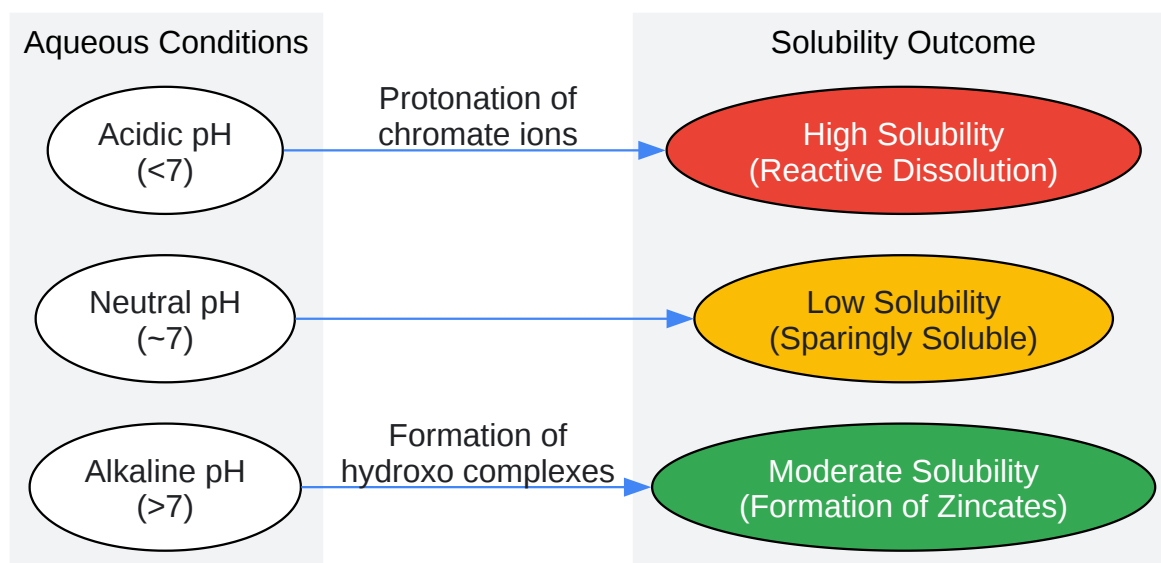 Aqueous Conditions
Solubility Outcome
Acidic pH
(<7)
Protonation of
chromate ions
High Solubility
(Reactive Dissolution)
Neutral pH
(~7)
Low Solubility
(Sparingly Soluble)
Alkaline pH
(>7)
Formation of
hydroxo complexes
Moderate Solubility
(Formation of Zincates)